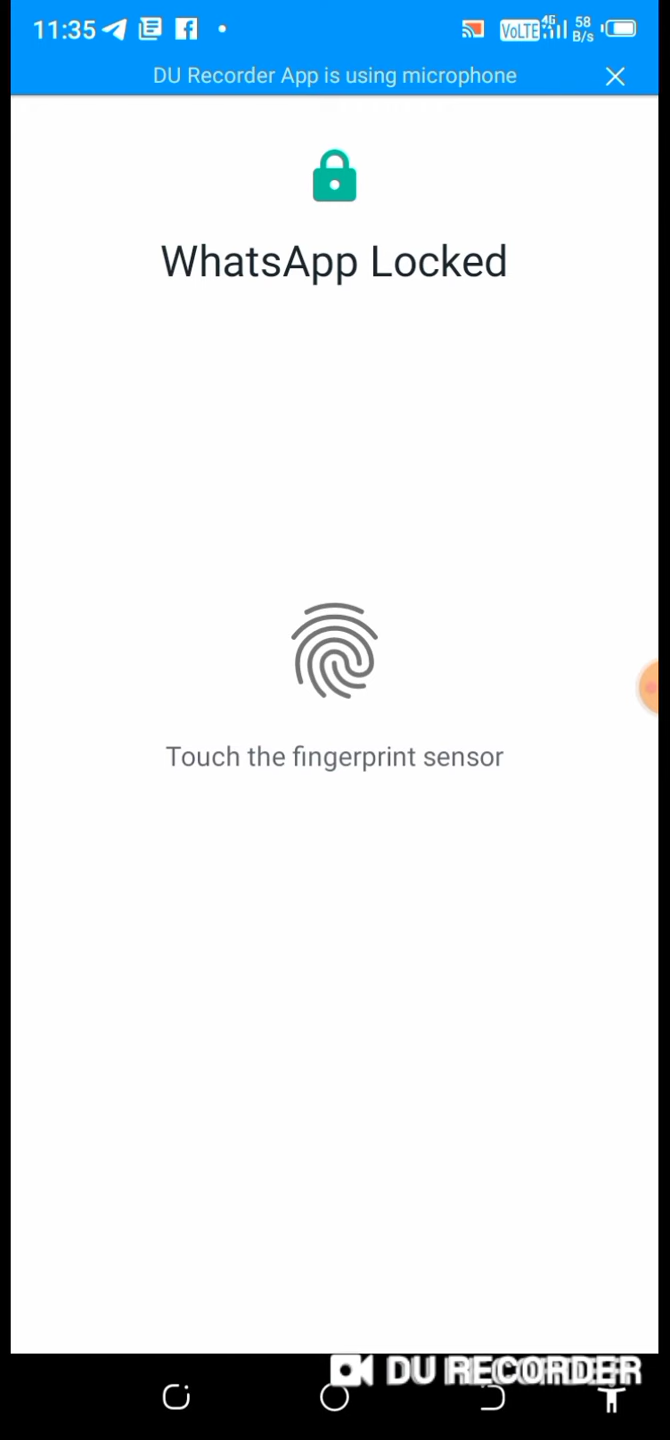 11:35 VoLTE 4G 58 B/s
DU Recorder App is using microphone
WhatsApp Locked
Touch the fingerprint sensor
DU RECORDER